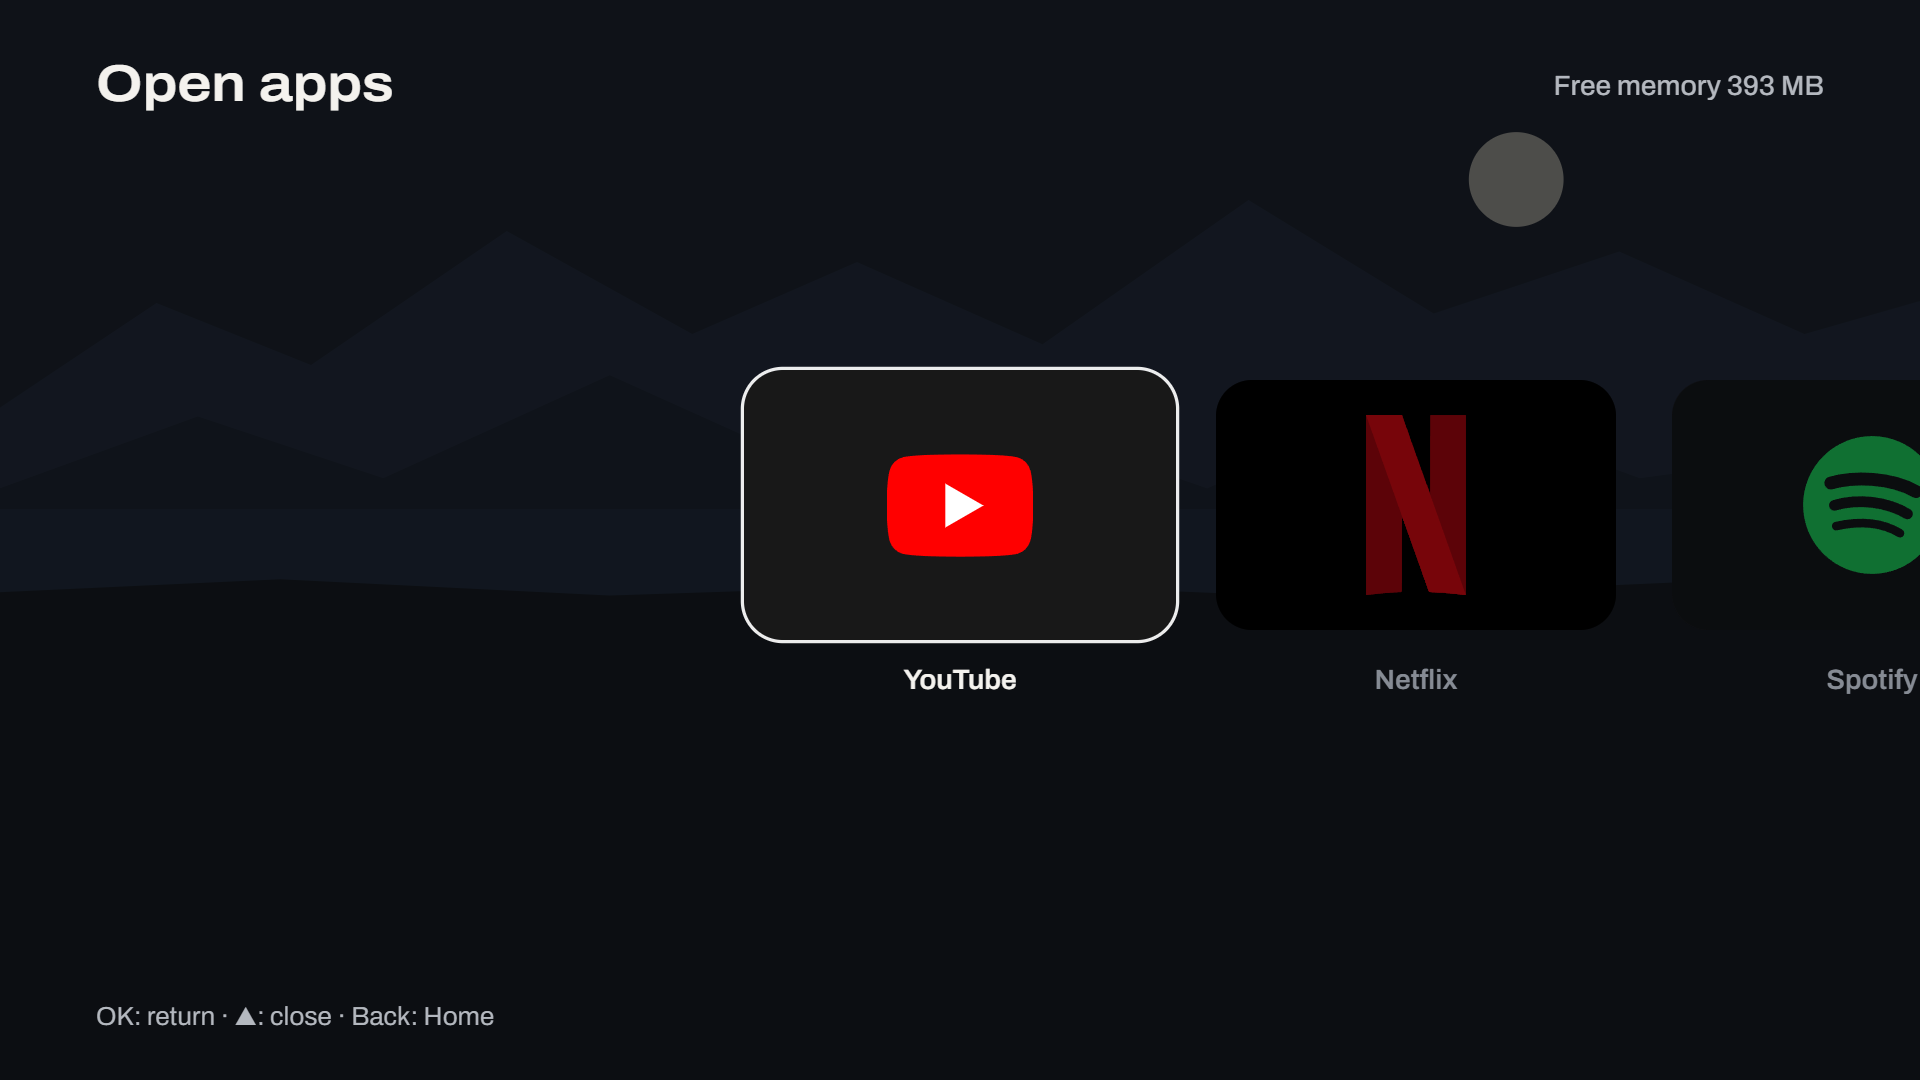 Open apps
Free memory 393 MB
YouTube
Netflix
Spotify
OK: return · ▲: close · Back: Home